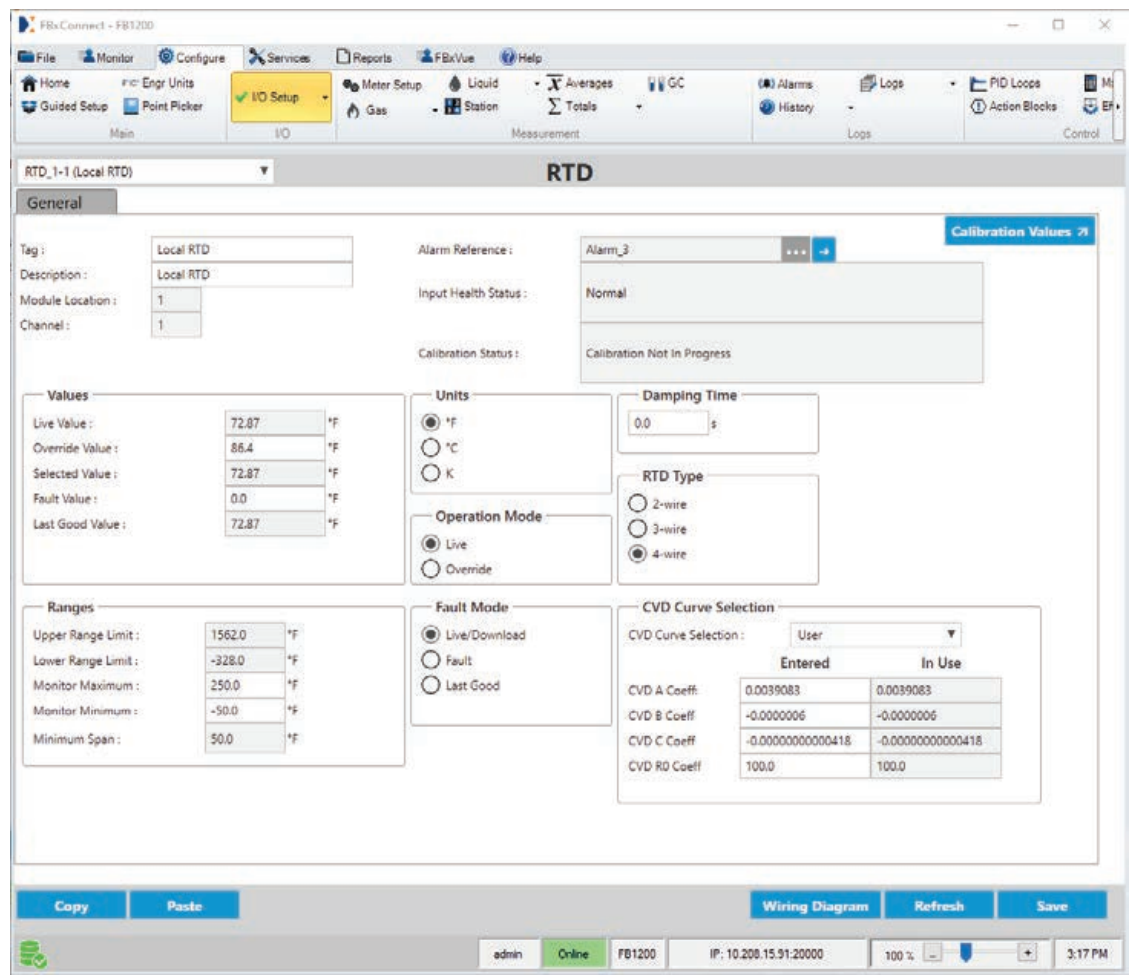 FBxConnect - FB1200
File Monitor Configure Services Reports FBxVue Help
Home Engr Units I/O Setup Meter Setup Liquid Averages GC Alarms Logs PID Loops
Guided Setup Point Picker Gas Station Totals History Action Blocks
Main I/O Measurement Logs Control
RTD_1-1 (Local RTD) RTD
General
Calibration Values
Tag : Local RTD Alarm Reference : Alarm_3 ...
Description : Local RTD
Module Location : 1 Input Health Status : Normal
Channel : 1
Calibration Status : Calibration Not In Progress
Values Units Damping Time
Live Value : 72.87 °F °F 0.0 s
Override Value : 86.4 °F °C
Selected Value : 72.87 °F K RTD Type
Fault Value : 0.0 °F 2-wire
Last Good Value : 72.87 °F Operation Mode 3-wire
Live 4-wire
Override
Ranges Fault Mode CVD Curve Selection
Upper Range Limit : 1562.0 °F Live/Download CVD Curve Selection : User
Lower Range Limit : -328.0 °F Fault Entered In Use
Monitor Maximum : 250.0 °F Last Good CVD A Coeff: 0.0039083 0.0039083
Monitor Minimum : -50.0 °F CVD B Coeff -0.0000006 -0.0000006
Minimum Span : 50.0 °F CVD C Coeff -0.00000000000418 -0.00000000000418
CVD R0 Coeff 100.0 100.0
Copy Paste Wiring Diagram Refresh Save
admin Online FB1200 IP: 10.208.15.91:20000 100 % - + 3:17 PM